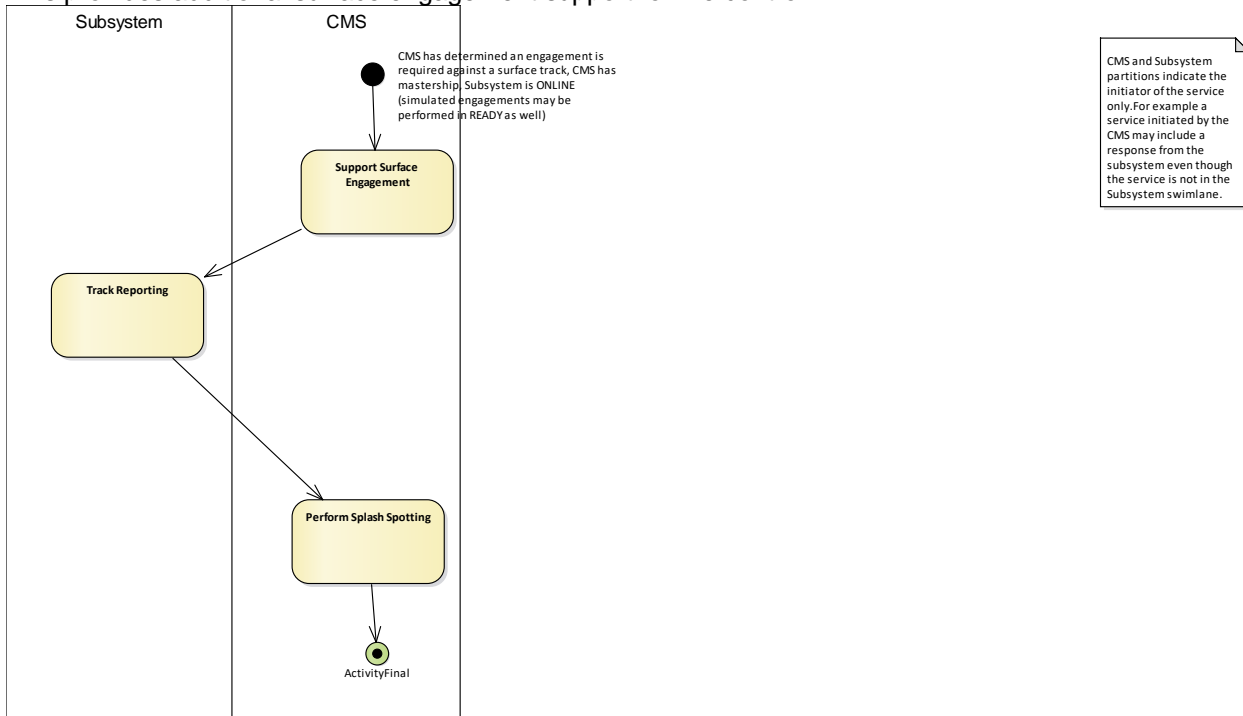 Subsystem
CMS
CMS has determined an engagement is
required against a surface track, CMS has
mastership, Subsystem is ONLINE
(simulated engagements may be
performed in READY as well)
CMS and Subsystem
partitions indicate the
initiator of the service
only.For example a
service initiated by the
CMS may include a
response from the
subsystem even though
the service is not in the
Subsystem swimlane.
Support Surface
Engagement
Track Reporting
Perform Splash Spotting
ActivityFinal